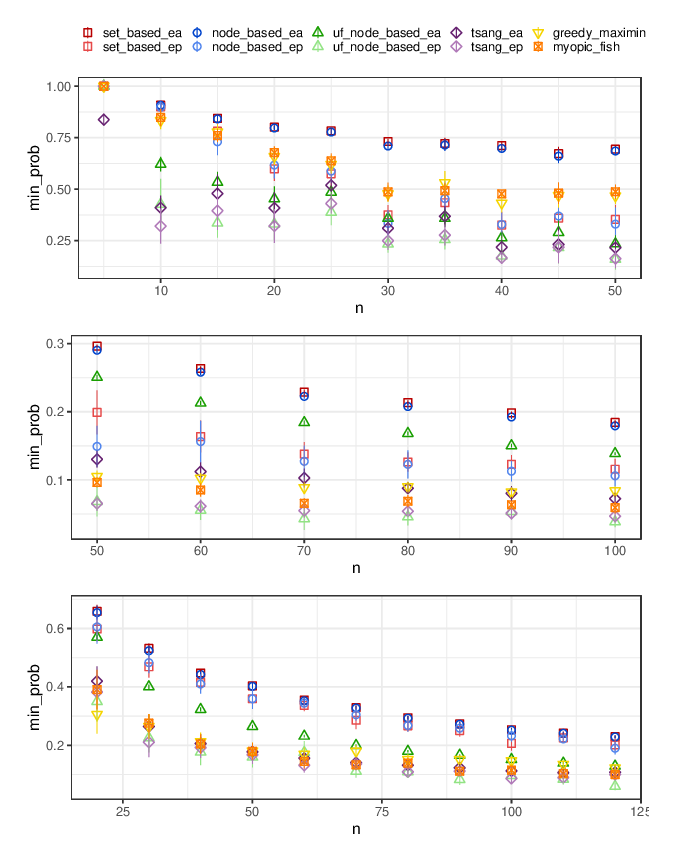 set_based_ea node_based_ea uf_node_based_ea tsang_ea greedy_maximin
set_based_ep node_based_ep uf_node_based_ep tsang_ep myopic_fish
1.00
0.75
0.50
0.25
min_prob
10 20 30 40 50
n
0.3
0.2
0.1
min_prob
50 60 70 80 90 100
n
0.6
0.4
0.2
min_prob
25 50 75 100 125
n